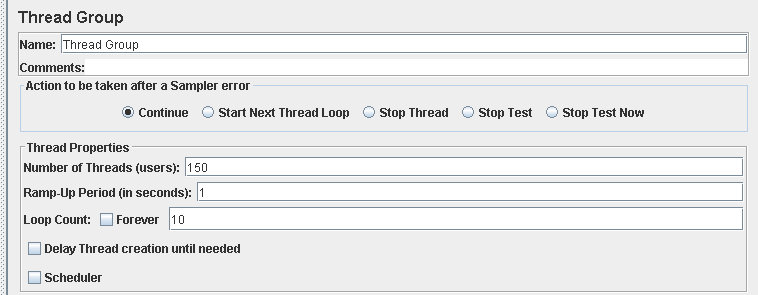 Thread Group
Name: Thread Group
Comments:
Action to be taken after a Sampler error
Continue Start Next Thread Loop Stop Thread Stop Test Stop Test Now
Thread Properties
Number of Threads (users): 150
Ramp-Up Period (in seconds): 1
Loop Count: Forever 10
Delay Thread creation until needed
Scheduler